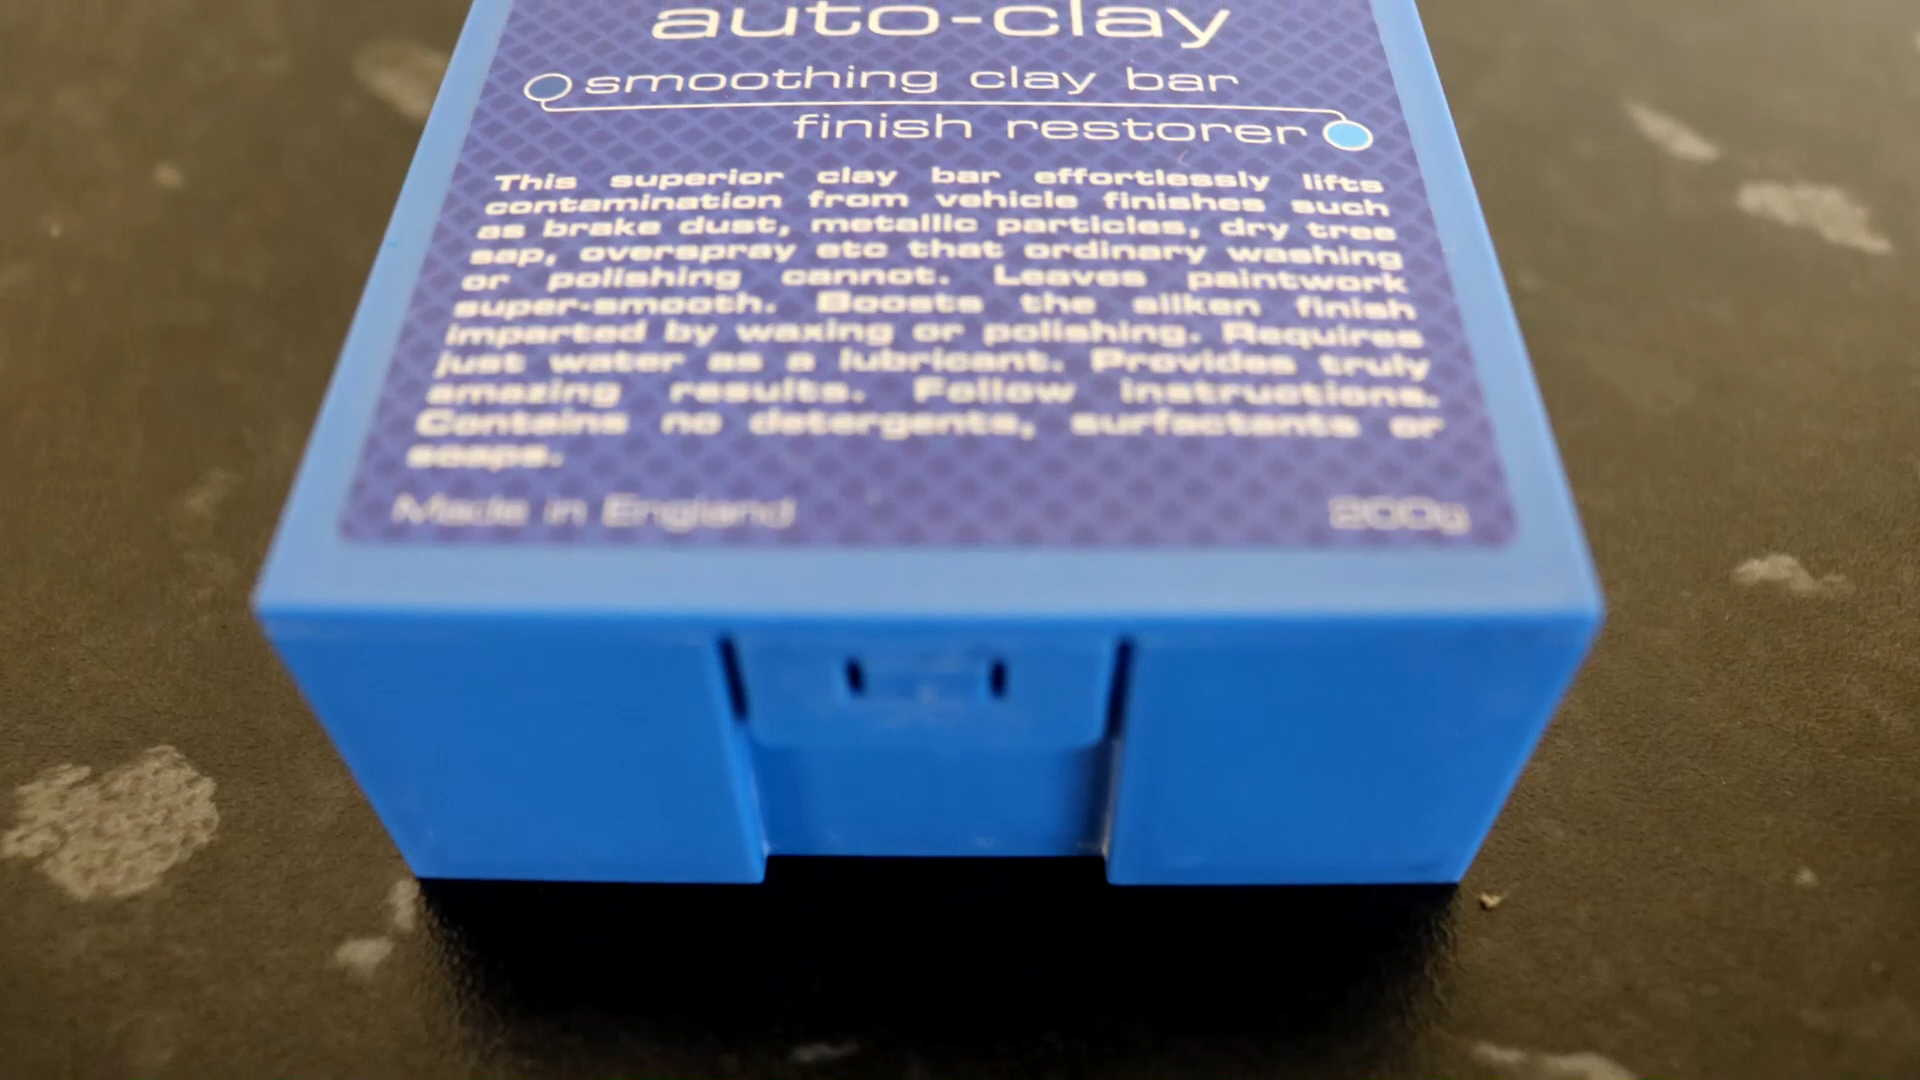 auto-clay
smoothing clay bar
finish restorer
This superior clay bar effortlessly lifts
contamination from vehicle finishes such
as brake dust, metallic particles, dry tree
sap, overspray etc that ordinary washing
or polishing cannot. Leaves paintwork
super-smooth. Boosts the silken finish
imparted by waxing or polishing. Requires
just water as a lubricant. Provides truly
amazing results. Follow instructions.
Contains no detergents, surfactants or
soaps.
Made in England 200g